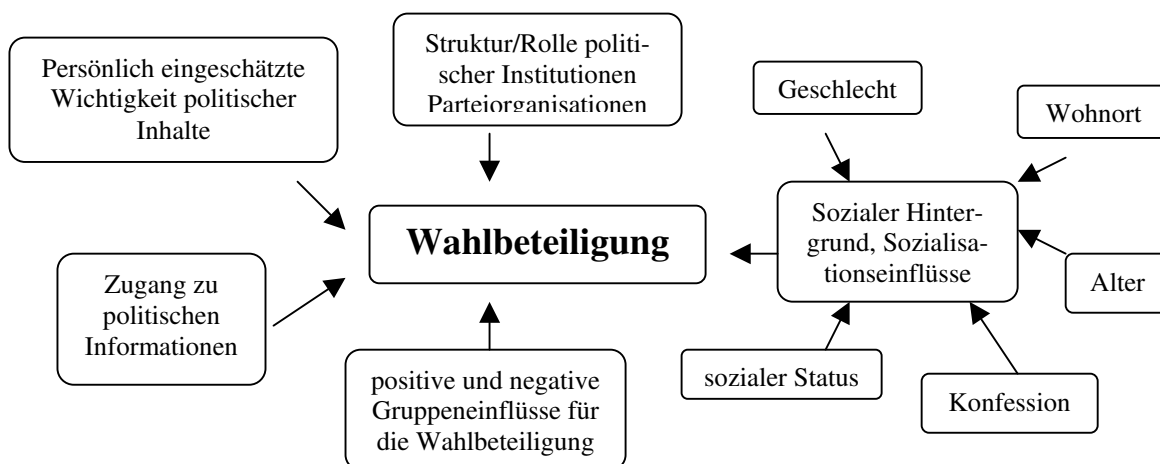 Persönlich eingeschätzte
Wichtigkeit politischer
Inhalte
Struktur/Rolle politi-
scher Institutionen
Parteiorganisationen
Geschlecht
Wohnort
Wahlbeteiligung
Sozialer Hinter-
grund, Sozialisa-
tionseinflüsse
Zugang zu
politischen
Informationen
Alter
positive und negative
Gruppeneinflüsse für
die Wahlbeteiligung
sozialer Status
Konfession